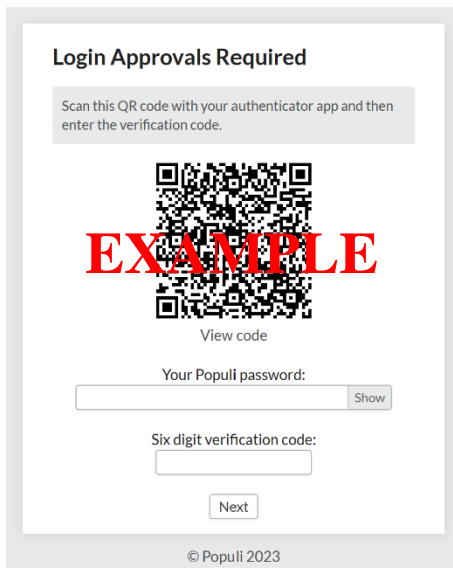 Login Approvals Required
Scan this QR code with your authenticator app and then
enter the verification code.
EXAMPLE
View code
Your Populi password:
Show
Six digit verification code:
Next
© Populi 2023